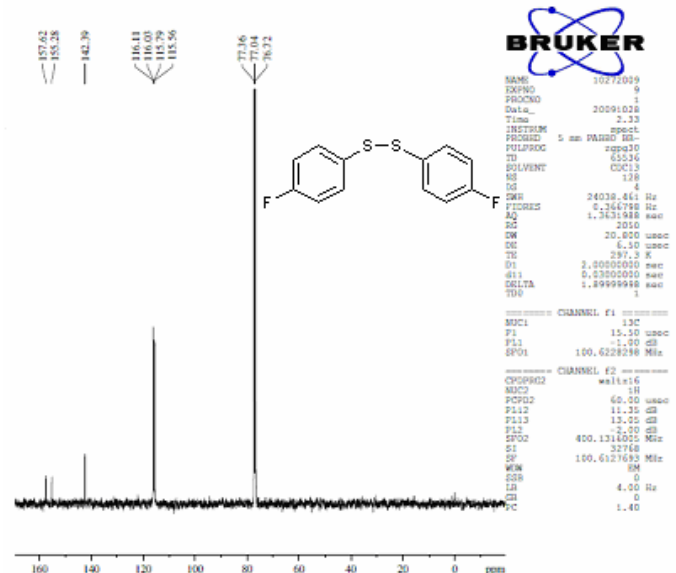 157.62
155.28
142.39
116.11
116.03
115.79
115.56
77.36
77.04
76.72
BRUKER
NAME 10272009
EXPNO 9
PROCNO 1
Date_ 20091028
Time 2.33
INSTRUM spect
PROBHD 5 mm PABBO BB-
PULPROG zgpg30
TD 65536
SOLVENT CDCl3
NS 128
DS 4
SWH 24038.461 Hz
FIDRES 0.366798 Hz
AQ 1.3631988 sec
RG 2050
DW 20.800 usec
DE 6.50 usec
TE 297.3 K
D1 2.00000000 sec
d11 0.03000000 sec
DELTA 1.89999998 sec
TD0 1
S-S
F
F
======== CHANNEL f1 ========
NUC1 13C
P1 15.50 usec
PL1 -1.00 dB
SFO1 100.6228298 MHz
======== CHANNEL f2 ========
CPDPRG2 waltz16
NUC2 1H
PCPD2 60.00 usec
PL12 11.35 dB
PL13 13.05 dB
PL2 -2.00 dB
SFO2 400.1316005 MHz
SI 32768
SF 100.6127693 MHz
WDW EM
SSB 0
LB 4.00 Hz
GB 0
PC 1.40
160 140 120 100 80 60 40 20 0 ppm